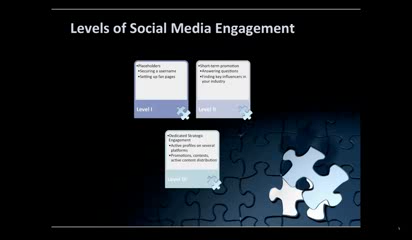 Levels of Social Media Engagement
•Placeholders
•Securing a username
•Setting up fan pages
Level I
•Short-term promotion
•Answering questions
•Finding key influencers in
your industry
Level II
•Dedicated Strategic
Engagement
•Active profiles on several
platforms
•Promotions, contests,
active content distribution
Level III